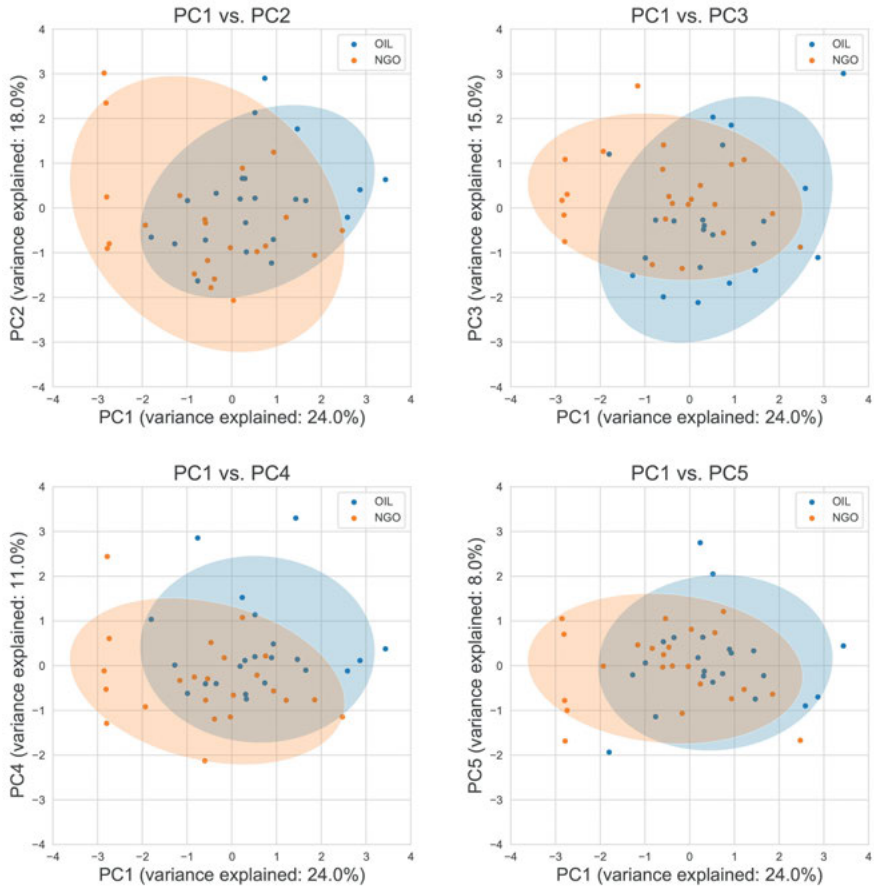 PC1 vs. PC2
OIL
NGO
4
3
2
1
0
−1
−2
−3
−4
PC2 (variance explained: 18.0%)
−4 −3 −2 −1 0 1 2 3 4
PC1 (variance explained: 24.0%)
PC1 vs. PC3
OIL
NGO
4
3
2
1
0
−1
−2
−3
−4
PC3 (variance explained: 15.0%)
−4 −3 −2 −1 0 1 2 3 4
PC1 (variance explained: 24.0%)
PC1 vs. PC4
OIL
NGO
4
3
2
1
0
−1
−2
−3
−4
PC4 (variance explained: 11.0%)
−4 −3 −2 −1 0 1 2 3 4
PC1 (variance explained: 24.0%)
PC1 vs. PC5
OIL
NGO
4
3
2
1
0
−1
−2
−3
−4
PC5 (variance explained: 8.0%)
−4 −3 −2 −1 0 1 2 3 4
PC1 (variance explained: 24.0%)